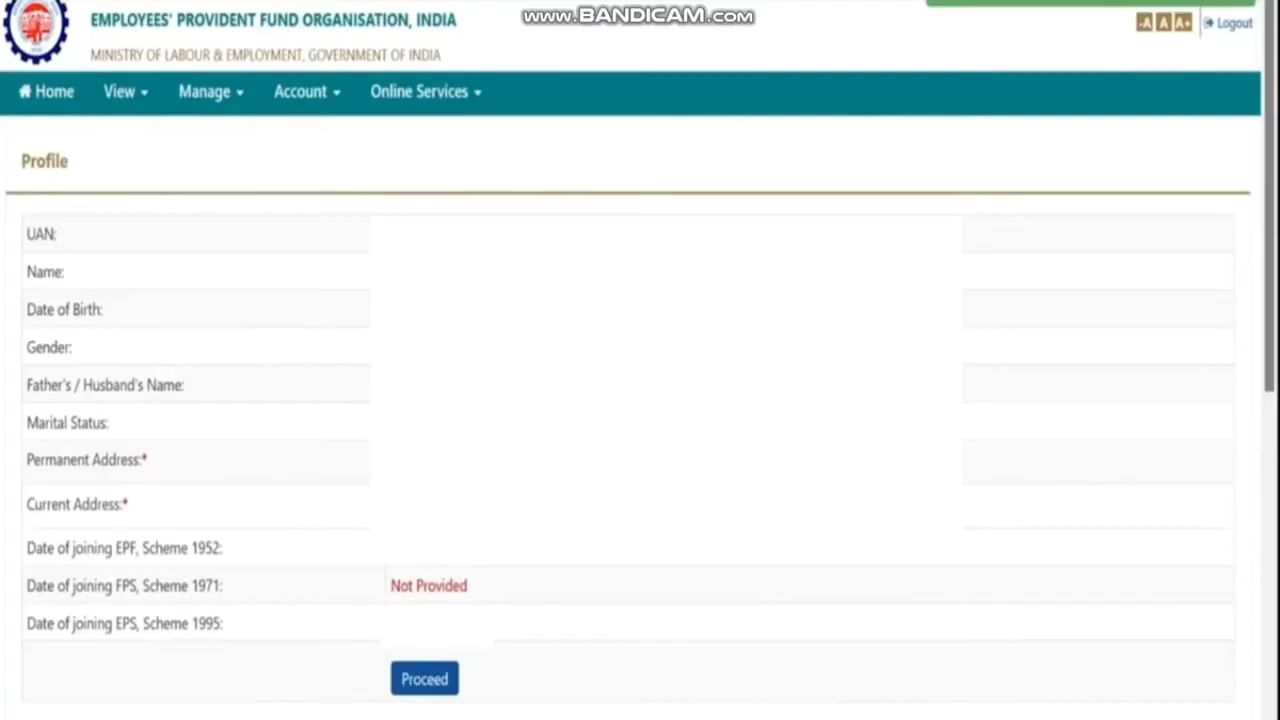 www.BANDICAM.com
EMPLOYEES' PROVIDENT FUND ORGANISATION, INDIA
MINISTRY OF LABOUR & EMPLOYMENT, GOVERNMENT OF INDIA
-A A A+ Logout
Home View Manage Account Online Services
Profile
UAN:
Name:
Date of Birth:
Gender:
Father's / Husband's Name:
Marital Status:
Permanent Address:*
Current Address:*
Date of joining EPF, Scheme 1952:
Date of joining FPS, Scheme 1971: Not Provided
Date of joining EPS, Scheme 1995:
Proceed